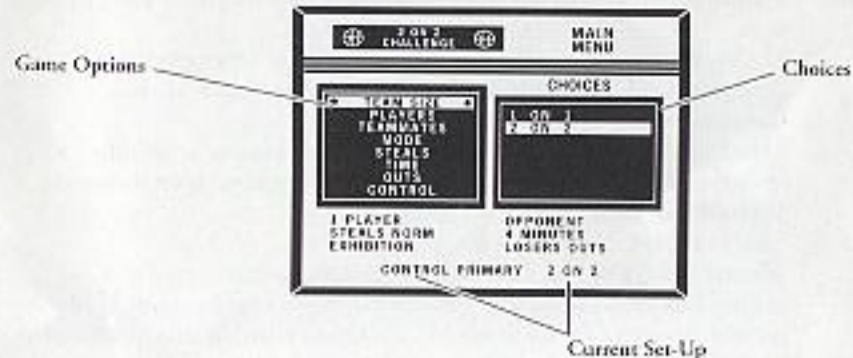 2 ON 2
CHALLENGE
MAIN
MENU
Game Options
Choices
CHOICES
TEAM SIZE
PLAYERS
TEAMMATES
MODE
STEALS
TIME
OUTS
CONTROL
1 ON 1
2 ON 2
1 PLAYER
STEALS NORM
EXHIBITION
OPPONENT
4 MINUTES
LOSERS OUTS
CONTROL PRIMARY 2 ON 2
Current Set-Up